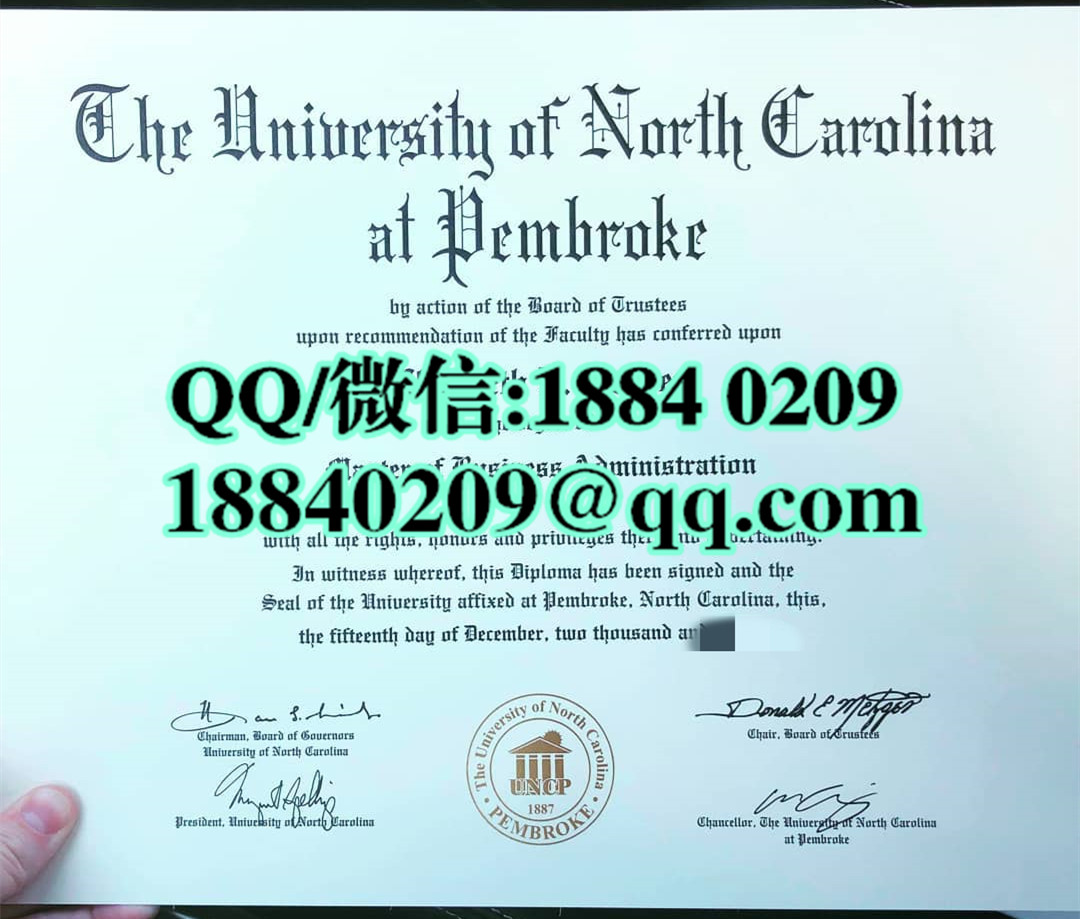 The University of North Carolina
at Pembroke
by action of the Board of Trustees
upon recommendation of the Faculty has conferred upon
QQ/微信:1884 0209
Master of Business Administration
18840209@qq.com
with all the rights, honors and privileges
In witness whereof, this Diploma has been signed and the
Seal of the University affixed at Pembroke, North Carolina, this,
the fifteenth day of December, two thousand and
Chairman, Board of Governors
University of North Carolina
Donald E Metzger
Chair, Board of Trustees
President, University of North Carolina
The University of North Carolina
UNCP
1887
PEMBROKE
Chancellor, The University of North Carolina
at Pembroke